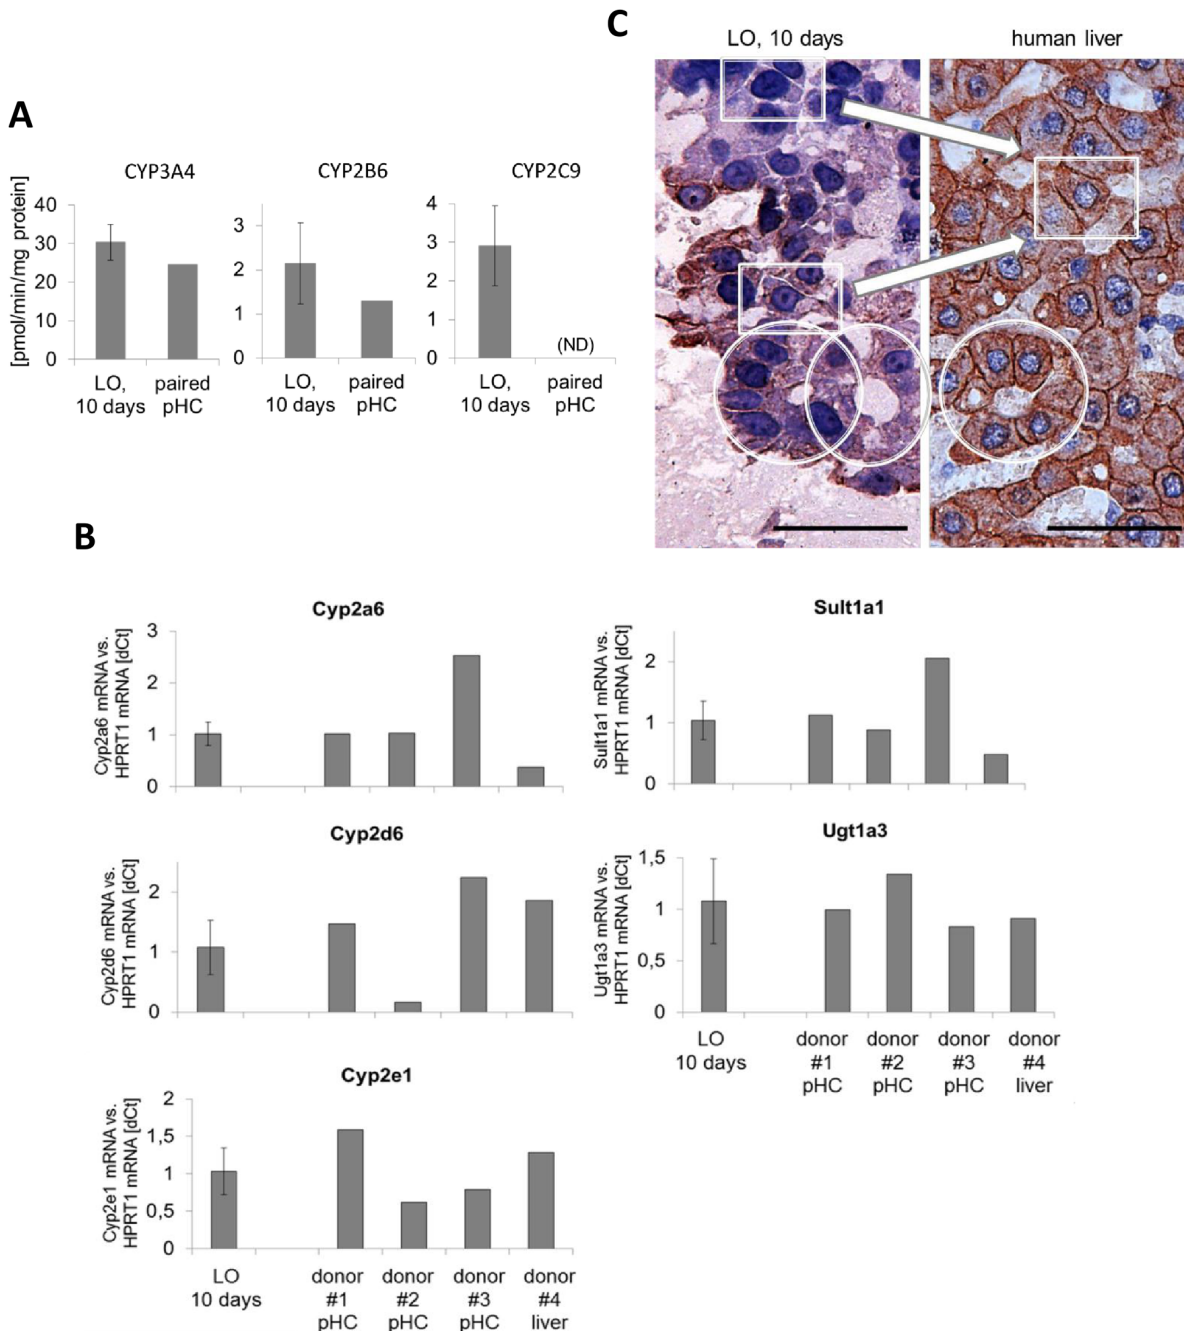 C
LO, 10 days
human liver
A
CYP3A4
CYP2B6
CYP2C9
[pmol/min/mg protein]
40
30
20
10
0
LO,
10 days
paired
pHC
3
2
1
0
LO,
10 days
paired
pHC
4
3
2
1
0
(ND)
LO,
10 days
paired
pHC
B
Cyp2a6
Cyp2a6 mRNA vs.
HPRT1 mRNA [dCt]
3
2
1
0
Sult1a1
Sult1a1 mRNA vs.
HPRT1 mRNA [dCt]
2
1
0
Cyp2d6
Cyp2d6 mRNA vs.
HPRT1 mRNA [dCt]
2
1
0
Ugt1a3
Ugt1a3 mRNA vs.
HPRT1 mRNA [dCt]
1,5
1
0,5
0
LO
10 days
donor
#1
pHC
donor
#2
pHC
donor
#3
pHC
donor
#4
liver
Cyp2e1
Cyp2e1 mRNA vs.
HPRT1 mRNA [dCt]
1,5
1
0,5
0
LO
10 days
donor
#1
pHC
donor
#2
pHC
donor
#3
pHC
donor
#4
liver